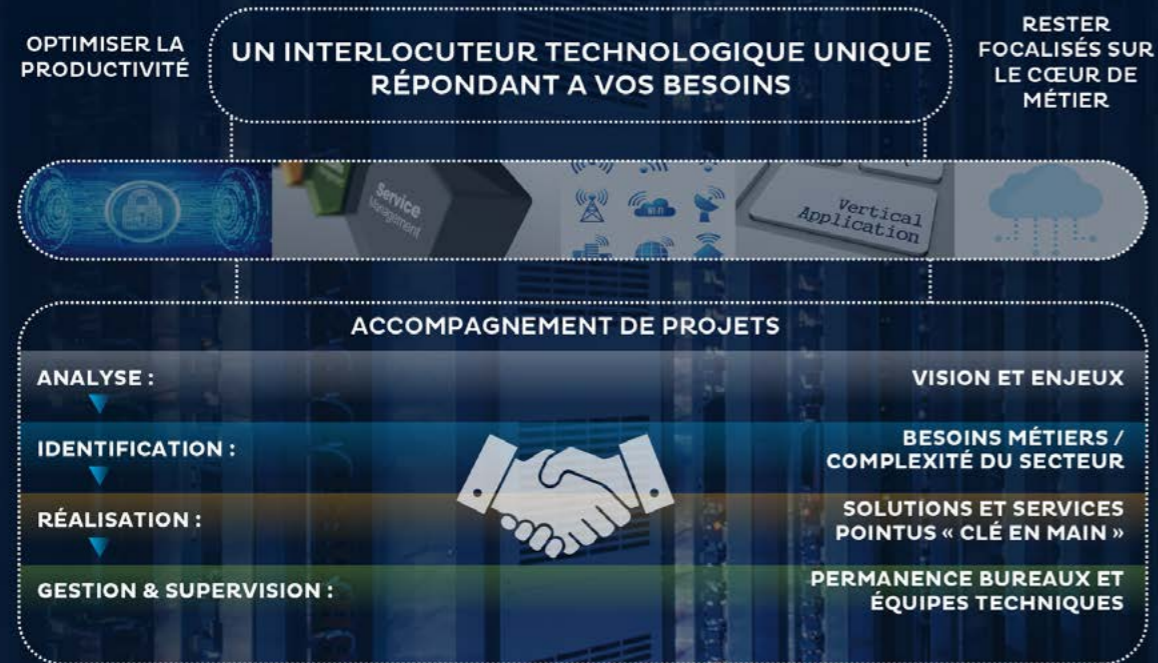 OPTIMISER LA
PRODUCTIVITÉ
UN INTERLOCUTEUR TECHNOLOGIQUE UNIQUE
RÉPONDANT A VOS BESOINS
RESTER
FOCALISÉS SUR
LE CŒUR DE
MÉTIER
Service
Management
WI-FI
Vertical
Application
ACCOMPAGNEMENT DE PROJETS
ANALYSE :
VISION ET ENJEUX
IDENTIFICATION :
BESOINS MÉTIERS /
COMPLEXITÉ DU SECTEUR
RÉALISATION :
SOLUTIONS ET SERVICES
POINTUS « CLÉ EN MAIN »
GESTION & SUPERVISION :
PERMANENCE BUREAUX ET
ÉQUIPES TECHNIQUES